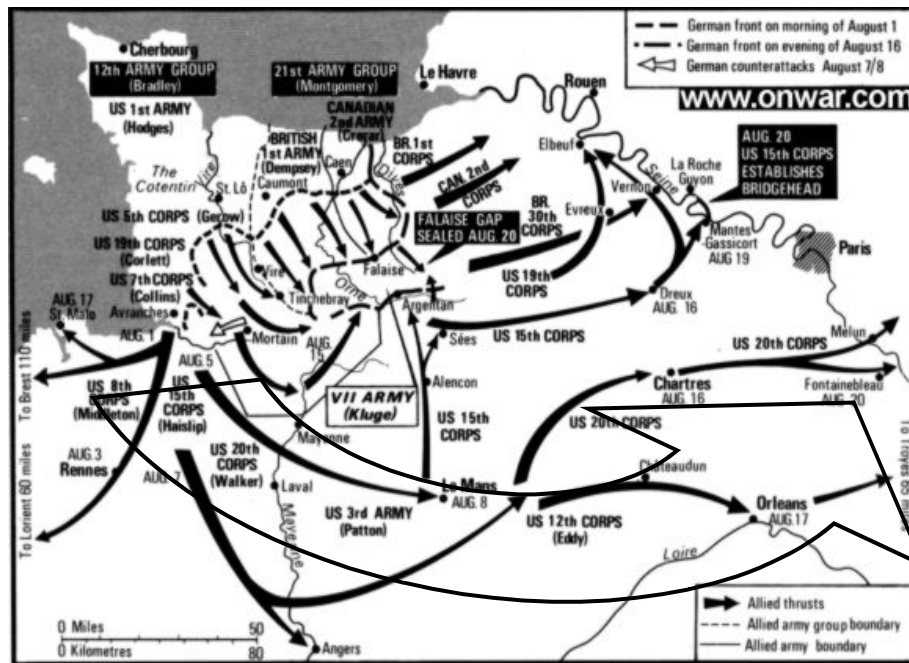 German front on morning of August 1
German front on evening of August 16
German counterattacks August 7/8
www.onwar.com
Cherbourg
12th ARMY GROUP
(Bradley)
21st ARMY GROUP
(Montgomery)
Le Havre
Rouen
US 1st ARMY
(Hodges)
CANADIAN
2nd ARMY
(Crerar)
BR. 1st
CORPS
BRITISH
1st ARMY
(Dempsey)
Caen
Dives
Elbeuf
AUG. 20
US 15th CORPS
ESTABLISHES
BRIDGEHEAD
The
Cotentin
Vire
St. Lô
Caumont
CAN. 2nd
CORPS
Seine
La Roche
Guyon
Vernon
US 5th CORPS
(Gerow)
FALAISE GAP
SEALED AUG. 20
BR.
30th
CORPS
Evreux
Mantes-
Gassicort
AUG 19
Paris
US 19th CORPS
(Corlett)
US 7th CORPS
(Collins)
Vire
Falaise
Orne
Tinchebray
Argentan
US 19th
CORPS
Dreux
AUG. 16
AUG. 17
St. Malo
Avranches
AUG. 1
Mortain
AUG.
15
Sées
US 15th CORPS
US 20th
CORPS
Melun
AUG. 5
To Brest 110 miles
US 8th
CORPS
(Middleton)
US
15th
CORPS
(Haislip)
VII ARMY
(Kluge)
Alencon
Chartres
AUG. 16
Fontainebleau
AUG. 20
US 15th
CORPS
US 20th CORPS
Mayenne
To Troyes 65 miles
AUG. 3
Rennes
AUG. 7
US 20th
CORPS
(Walker)
Laval
Le Mans
AUG. 8
Châteaudun
To Lorient 60 miles
US 3rd ARMY
(Patton)
US 12th CORPS
(Eddy)
Orleans
AUG.17
Mayenne
Loire
0 Miles 50
0 Kilometres 80
Angers
Allied thrusts
Allied army group boundary
Allied army boundary